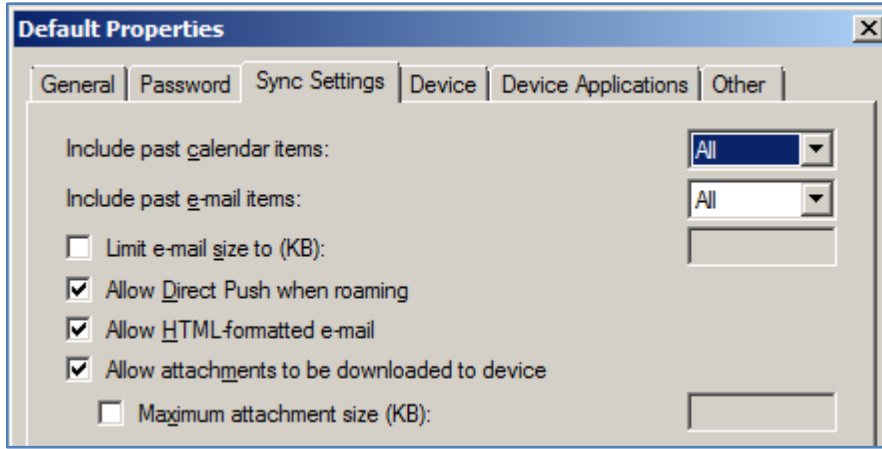 Default Properties
General Password Sync Settings Device Device Applications Other
Include past calendar items: All
Include past e-mail items: All
Limit e-mail size to (KB):
Allow Direct Push when roaming
Allow HTML-formatted e-mail
Allow attachments to be downloaded to device
Maximum attachment size (KB):